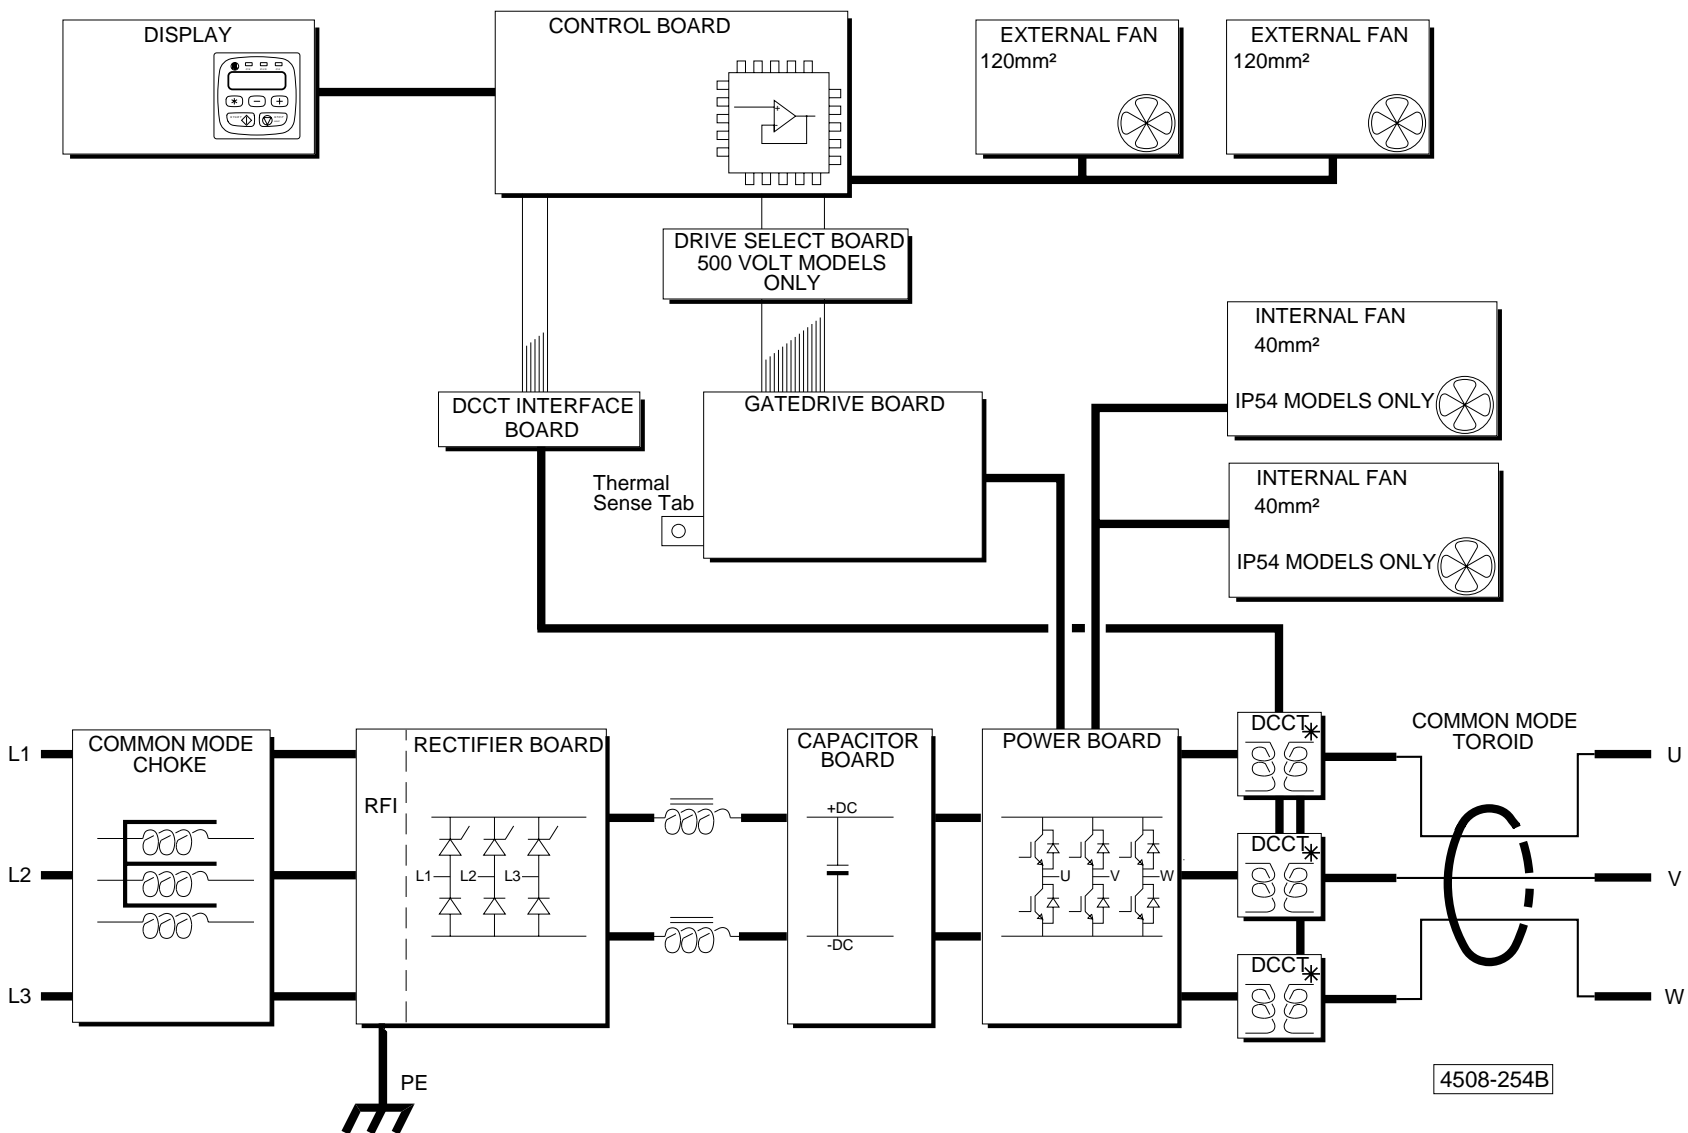 DISPLAY
CONTROL BOARD
EXTERNAL FAN
120mm²
EXTERNAL FAN
120mm²
DRIVE SELECT BOARD
500 VOLT MODELS
ONLY
INTERNAL FAN
40mm²
IP54 MODELS ONLY
DCCT INTERFACE
BOARD
GATEDRIVE BOARD
Thermal
Sense Tab
INTERNAL FAN
40mm²
IP54 MODELS ONLY
L1
L2
L3
COMMON MODE
CHOKE
RFI
RECTIFIER BOARD
L1
L2
L3
PE
CAPACITOR
BOARD
+DC
-DC
POWER BOARD
U
V
W
DCCT*
DCCT*
DCCT*
COMMON MODE
TOROID
U
V
W
4508-254B